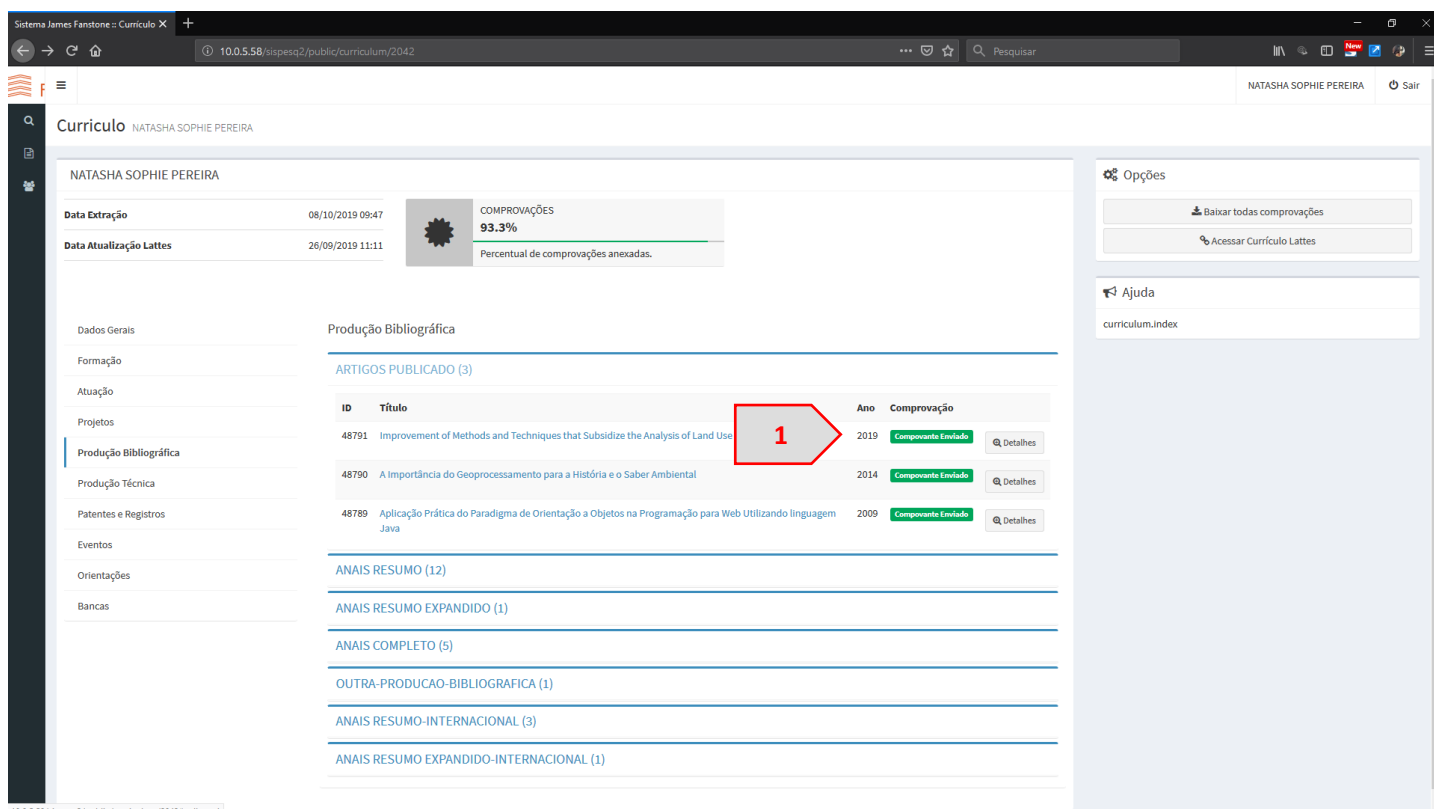 Sistema James Fanstone :: Currículo
10.0.5.58/sispesq2/public/curriculum/2042
Pesquisar
New
F
NATASHA SOPHIE PEREIRA
Sair
Curriculo NATASHA SOPHIE PEREIRA
NATASHA SOPHIE PEREIRA
Data Extração 08/10/2019 09:47
Data Atualização Lattes 26/09/2019 11:11
COMPROVAÇÕES
93.3%
Percentual de comprovações anexadas.
Opções
Baixar todas comprovações
Acessar Currículo Lattes
Ajuda
curriculum.index
Dados Gerais
Formação
Atuação
Projetos
Produção Bibliográfica
Produção Técnica
Patentes e Registros
Eventos
Orientações
Bancas
Produção Bibliográfica
ARTIGOS PUBLICADO (3)
ID Título Ano Comprovação
48791 Improvement of Methods and Techniques that Subsidize the Analysis of Land Use 1 2019 Compovante Enviado Detalhes
48790 A Importância do Geoprocessamento para a História e o Saber Ambiental 2014 Compovante Enviado Detalhes
48789 Aplicação Prática do Paradigma de Orientação a Objetos na Programação para Web Utilizando linguagem 2009 Compovante Enviado Detalhes
Java
ANAIS RESUMO (12)
ANAIS RESUMO EXPANDIDO (1)
ANAIS COMPLETO (5)
OUTRA-PRODUCAO-BIBLIOGRAFICA (1)
ANAIS RESUMO-INTERNACIONAL (3)
ANAIS RESUMO EXPANDIDO-INTERNACIONAL (1)